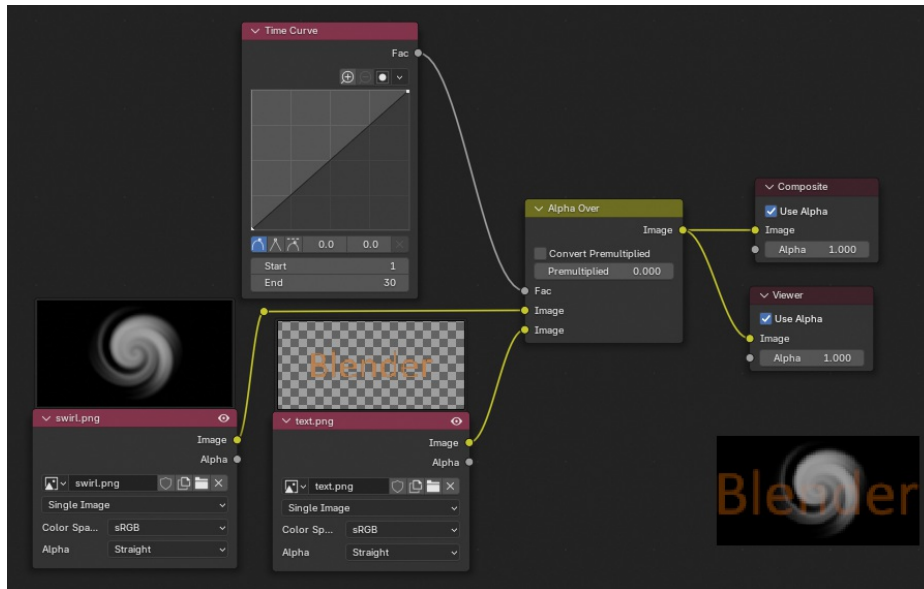 Time Curve
Fac
0.0 0.0
Start 1
End 30
swirl.png
Image
Alpha
swirl.png
Single Image
Color Spa... sRGB
Alpha Straight
Blender
text.png
Image
Alpha
text.png
Single Image
Color Sp... sRGB
Alpha Straight
Alpha Over
Image
Convert Premultiplied
Premultiplied 0.000
Fac
Image
Image
Composite
Use Alpha
Image
Alpha 1.000
Viewer
Use Alpha
Image
Alpha 1.000
Blender